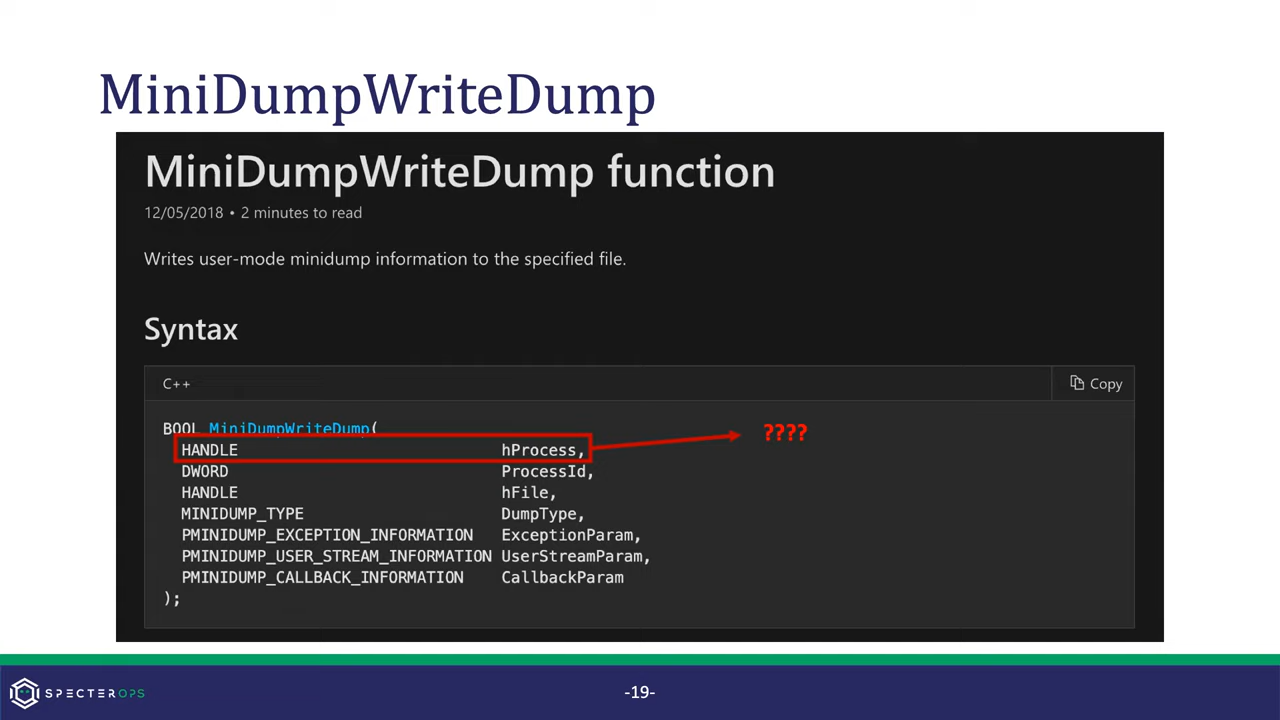 MiniDumpWriteDump
MiniDumpWriteDump function
12/05/2018 • 2 minutes to read
Writes user-mode minidump information to the specified file.
Syntax
C++ Copy
BOOL MiniDumpWriteDump(
HANDLE hProcess, ????
DWORD ProcessId,
HANDLE hFile,
MINIDUMP_TYPE DumpType,
PMINIDUMP_EXCEPTION_INFORMATION ExceptionParam,
PMINIDUMP_USER_STREAM_INFORMATION UserStreamParam,
PMINIDUMP_CALLBACK_INFORMATION CallbackParam
);
SPECTEROPS -19-